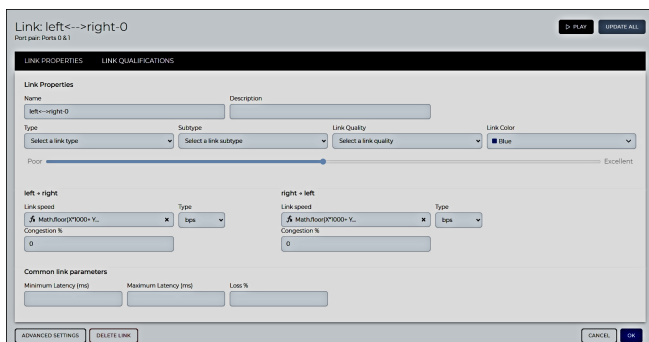 Link: left<-->right-0
Port pair: Ports 0 & 1
PLAY
UPDATE ALL
LINK PROPERTIES LINK QUALIFICATIONS
Link Properties
Name Description
left<-->right-0
Type Subtype Link Quality Link Color
Select a link type Select a link subtype Select a link quality Blue
Poor Excellent
left → right right → left
Link speed Type Link speed Type
fx Math.floor(X*1000+ Y... × bps fx Math.floor(X*1000+ Y... × bps
Congestion % Congestion %
0 0
Common link parameters
Minimum Latency (ms) Maximum Latency (ms) Loss %
ADVANCED SETTINGS DELETE LINK CANCEL OK